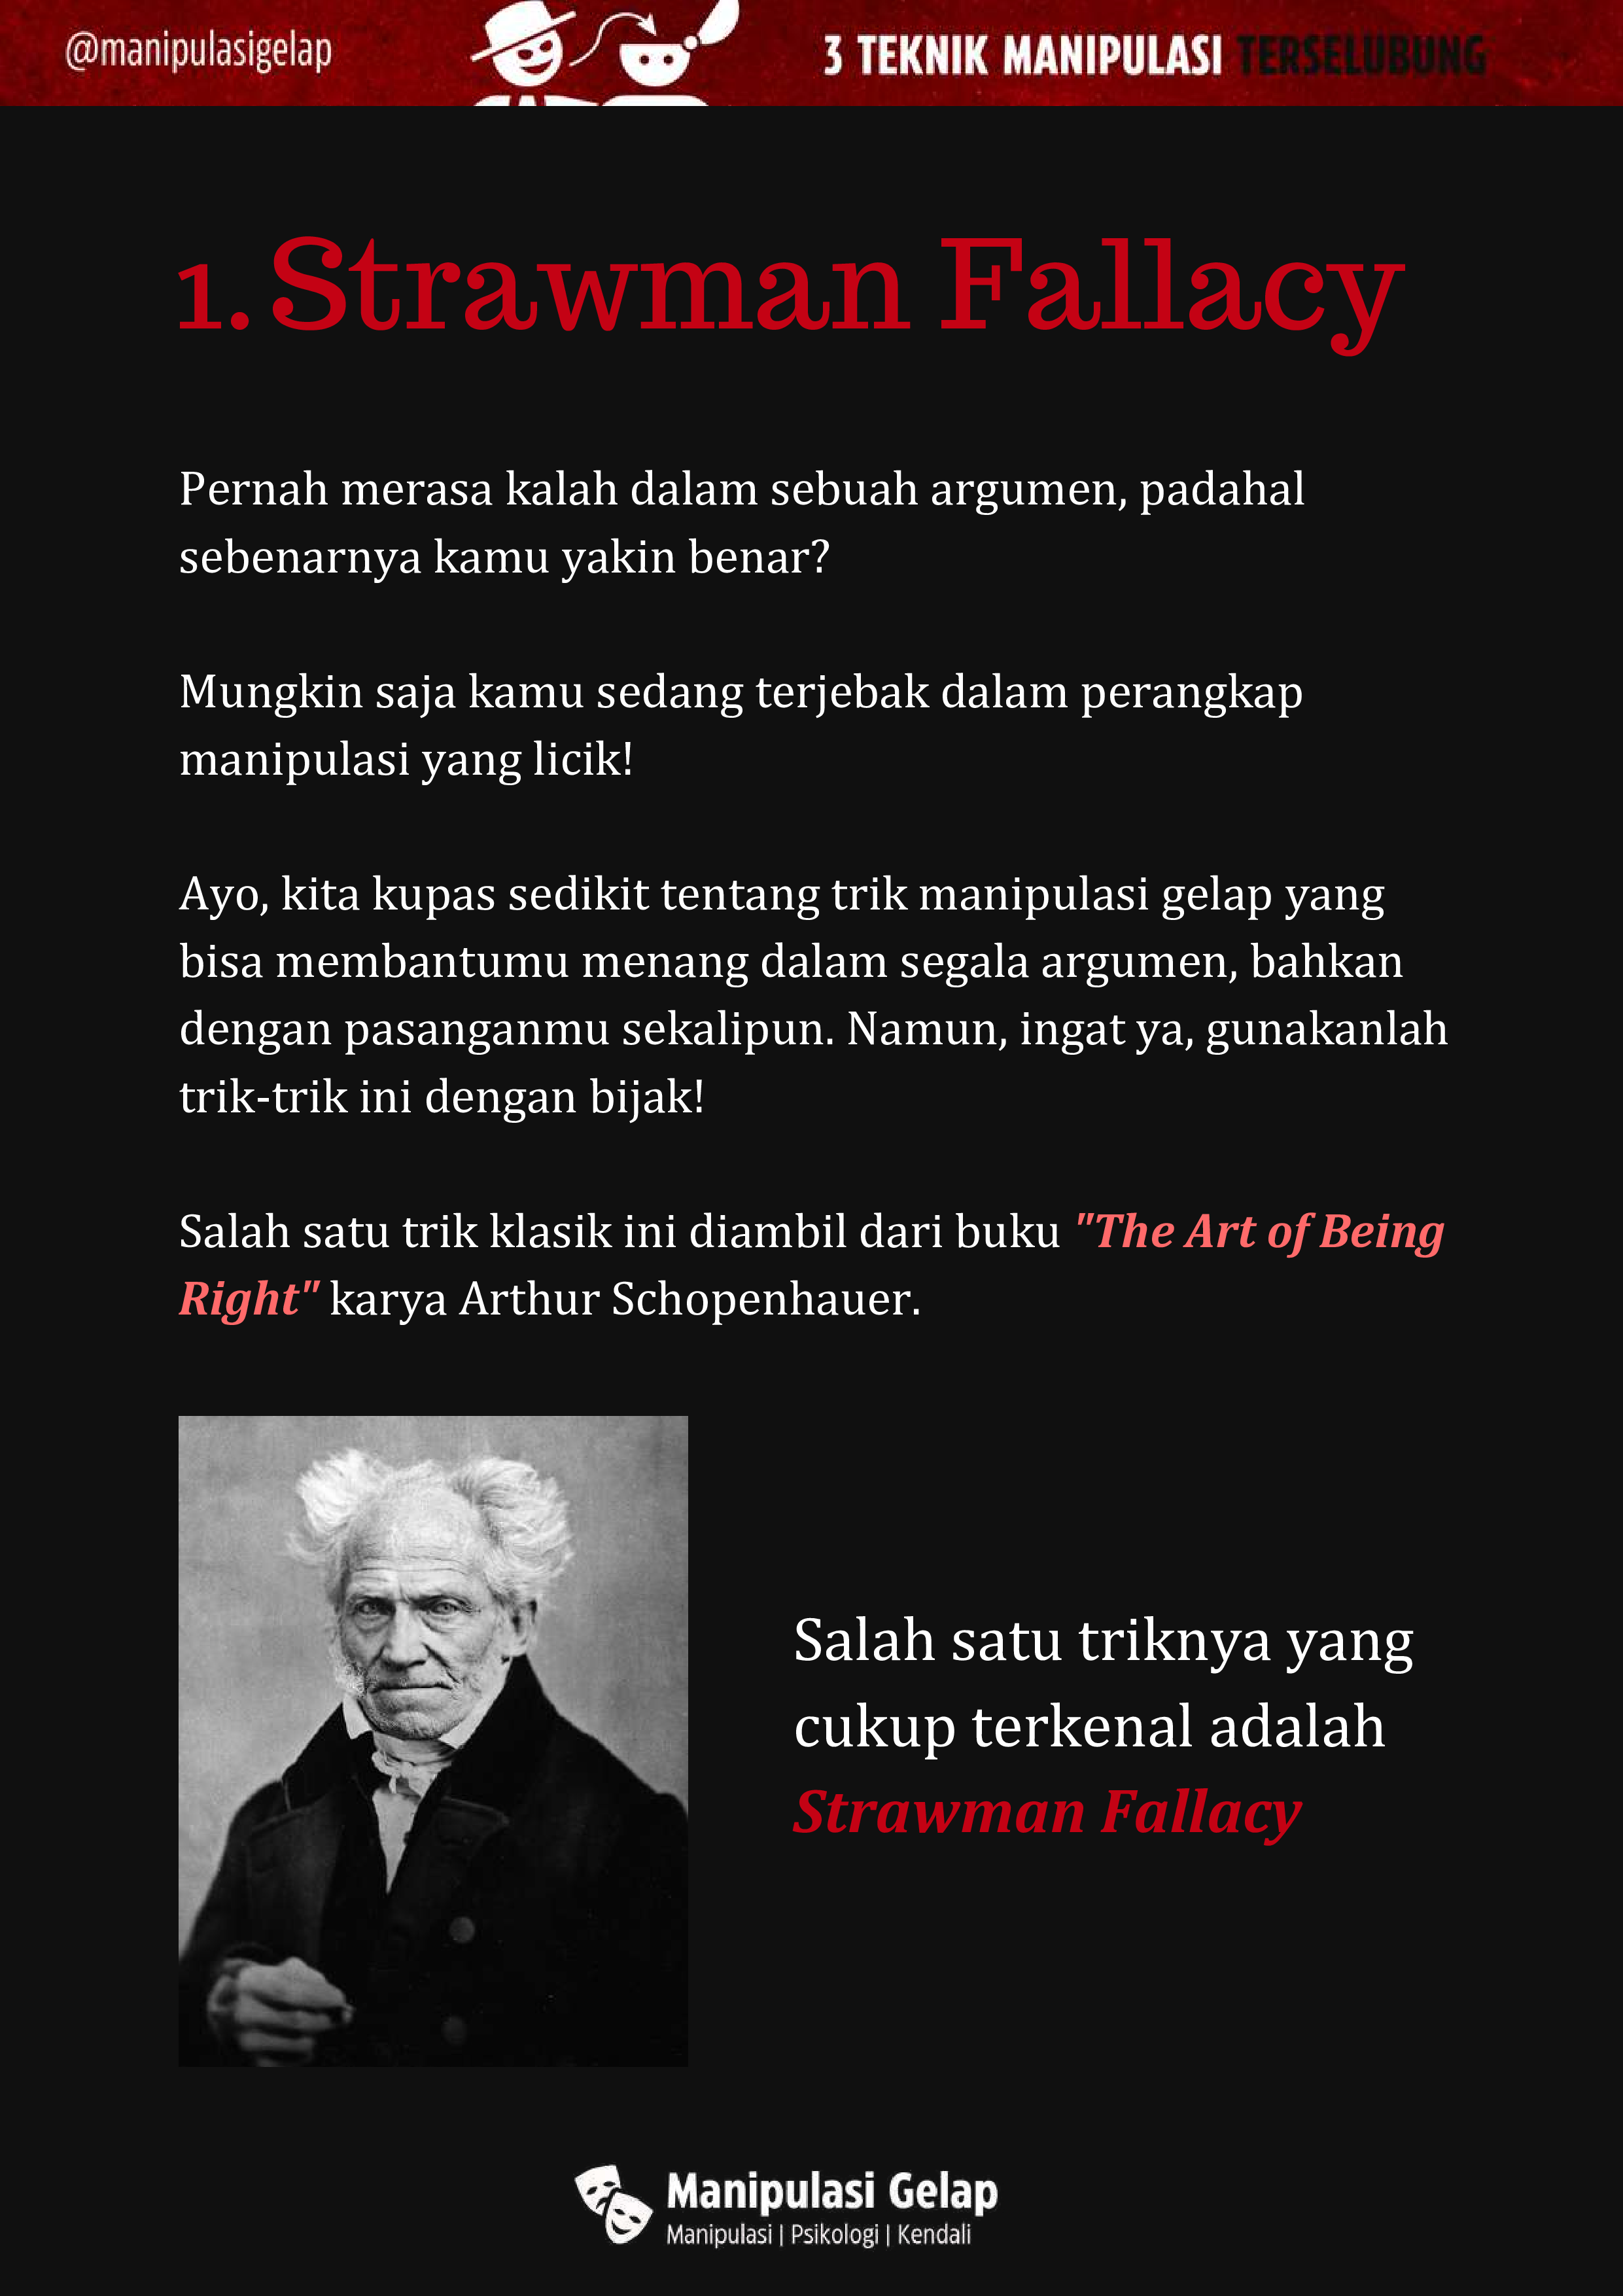 @manipulasigelap
3 TEKNIK MANIPULASI TERSELUBUNG
1. Strawman Fallacy
Pernah merasa kalah dalam sebuah argumen, padahal
sebenarnya kamu yakin benar?
Mungkin saja kamu sedang terjebak dalam perangkap
manipulasi yang licik!
Ayo, kita kupas sedikit tentang trik manipulasi gelap yang
bisa membantumu menang dalam segala argumen, bahkan
dengan pasanganmu sekalipun. Namun, ingat ya, gunakanlah
trik-trik ini dengan bijak!
Salah satu trik klasik ini diambil dari buku "The Art of Being
Right" karya Arthur Schopenhauer.
Salah satu triknya yang
cukup terkenal adalah
Strawman Fallacy
Manipulasi Gelap
Manipulasi | Psikologi | Kendali